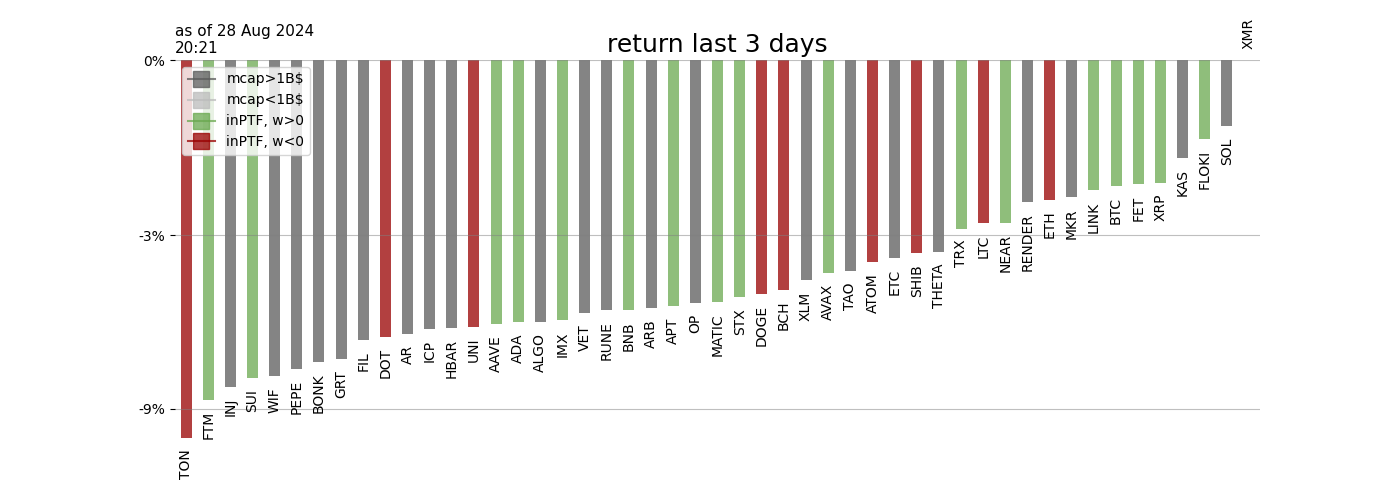 as of 28 Aug 2024
20:21
return last 3 days
XMR
0%
mcap>1B$
mcap<1B$
inPTF, w>0
inPTF, w<0
-3%
-9%
TON
FTM
INJ
SUI
WIF
PEPE
BONK
GRT
FIL
DOT
AR
ICP
HBAR
UNI
AAVE
ADA
ALGO
IMX
VET
RUNE
BNB
ARB
APT
OP
MATIC
STX
DOGE
BCH
XLM
AVAX
TAO
ATOM
ETC
SHIB
THETA
TRX
LTC
NEAR
RENDER
ETH
MKR
LINK
BTC
FET
XRP
KAS
FLOKI
SOL